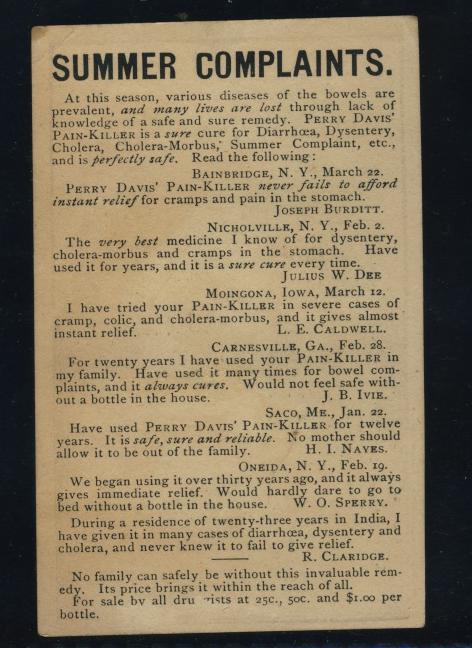 SUMMER COMPLAINTS.
At this season, various diseases of the bowels are
prevalent, and many lives are lost through lack of
knowledge of a safe and sure remedy. PERRY DAVIS'
PAIN-KILLER is a sure cure for Diarrhœa, Dysentery,
Cholera, Cholera-Morbus, Summer Complaint, etc.,
and is perfectly safe. Read the following:
BAINBRIDGE, N. Y., March 22.
PERRY DAVIS' PAIN-KILLER never fails to afford
instant relief for cramps and pain in the stomach.
JOSEPH BURDITT.
NICHOLVILLE, N. Y., Feb. 2.
The very best medicine I know of for dysentery,
cholera-morbus and cramps in the stomach. Have
used it for years, and it is a sure cure every time.
JULIUS W. DEE
MOINGONA, IOWA, March 12.
I have tried your PAIN-KILLER in severe cases of
cramp, colic, and cholera-morbus, and it gives almost
instant relief. L. E. CALDWELL.
CARNESVILLE, GA., Feb. 28.
For twenty years I have used your PAIN-KILLER in
my family. Have used it many times for bowel com-
plaints, and it always cures. Would not feel safe with-
out a bottle in the house. J. B. IVIE.
SACO, ME., Jan. 22.
Have used PERRY DAVIS' PAIN-KILLER for twelve
years. It is safe, sure and reliable. No mother should
allow it to be out of the family. H. I. NAYES.
ONEIDA, N. Y., Feb. 19.
We began using it over thirty years ago, and it always
gives immediate relief. Would hardly dare to go to
bed without a bottle in the house. W. O. SPERRY.
During a residence of twenty-three years in India, I
have given it in many cases of diarrhœa, dysentery and
cholera, and never knew it to fail to give relief.
R. CLARIDGE.
No family can safely be without this invaluable rem-
edy. Its price brings it within the reach of all.
For sale by all dru gists at 25c., 50c. and $1.00 per
bottle.